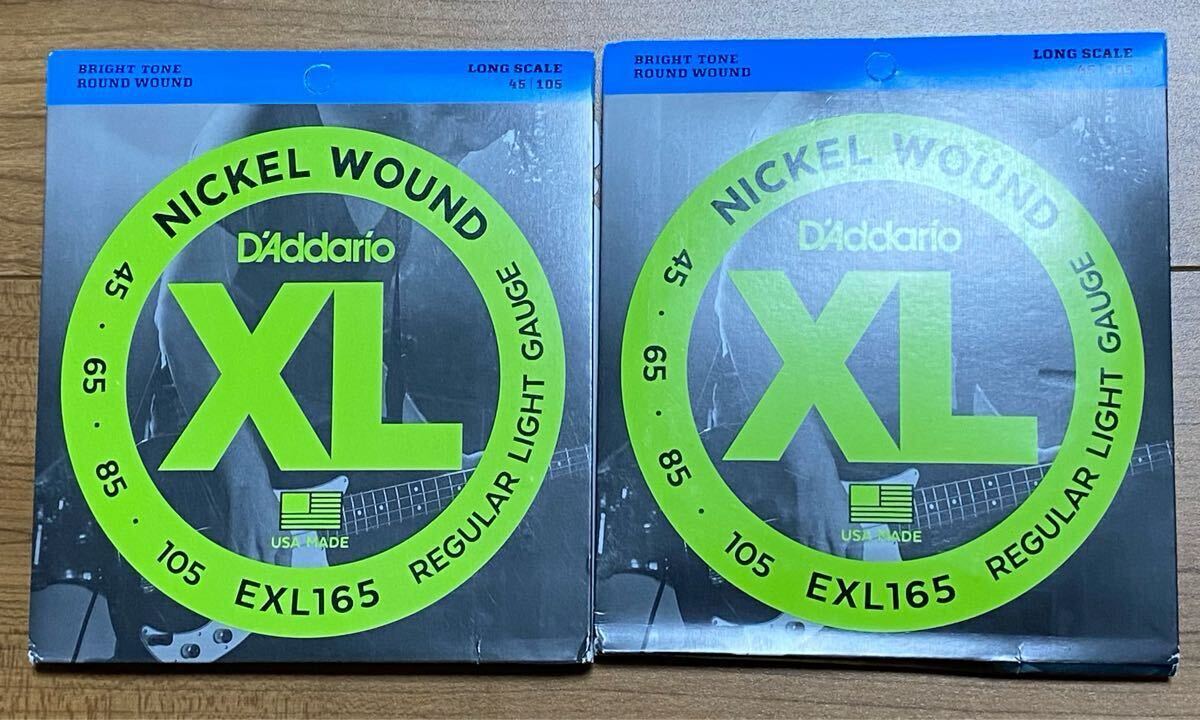 BRIGHT TONE
ROUND WOUND
LONG SCALE
45 | 105
NICKEL WOUND
D'Addario
XL
45 · 65 · 85 · 105
USA MADE
EXL165
REGULAR LIGHT GAUGE
BRIGHT TONE
ROUND WOUND
LONG SCALE
45 | 105
NICKEL WOUND
D'Addario
XL
45 · 65 · 85 · 105
USA MADE
EXL165
REGULAR LIGHT GAUGE